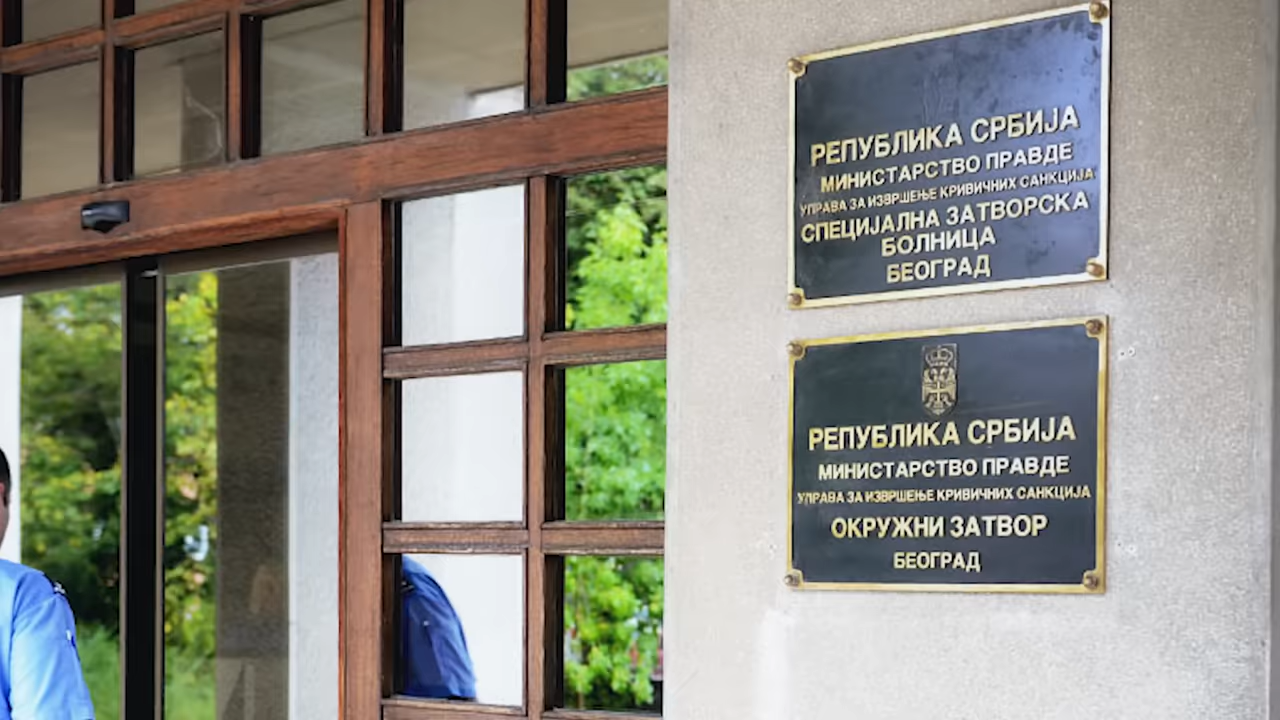 РЕПУБЛИКА СРБИЈА
МИНИСТАРСТВО ПРАВДЕ
УПРАВА ЗА ИЗВРШЕЊЕ КРИВИЧНИХ САНКЦИЈА
СПЕЦИЈАЛНА ЗАТВОРСКА
БОЛНИЦА
БЕОГРАД
РЕПУБЛИКА СРБИЈА
МИНИСТАРСТВО ПРАВДЕ
УПРАВА ЗА ИЗВРШЕЊЕ КРИВИЧНИХ САНКЦИЈА
ОКРУЖНИ ЗАТВОР
БЕОГРАД